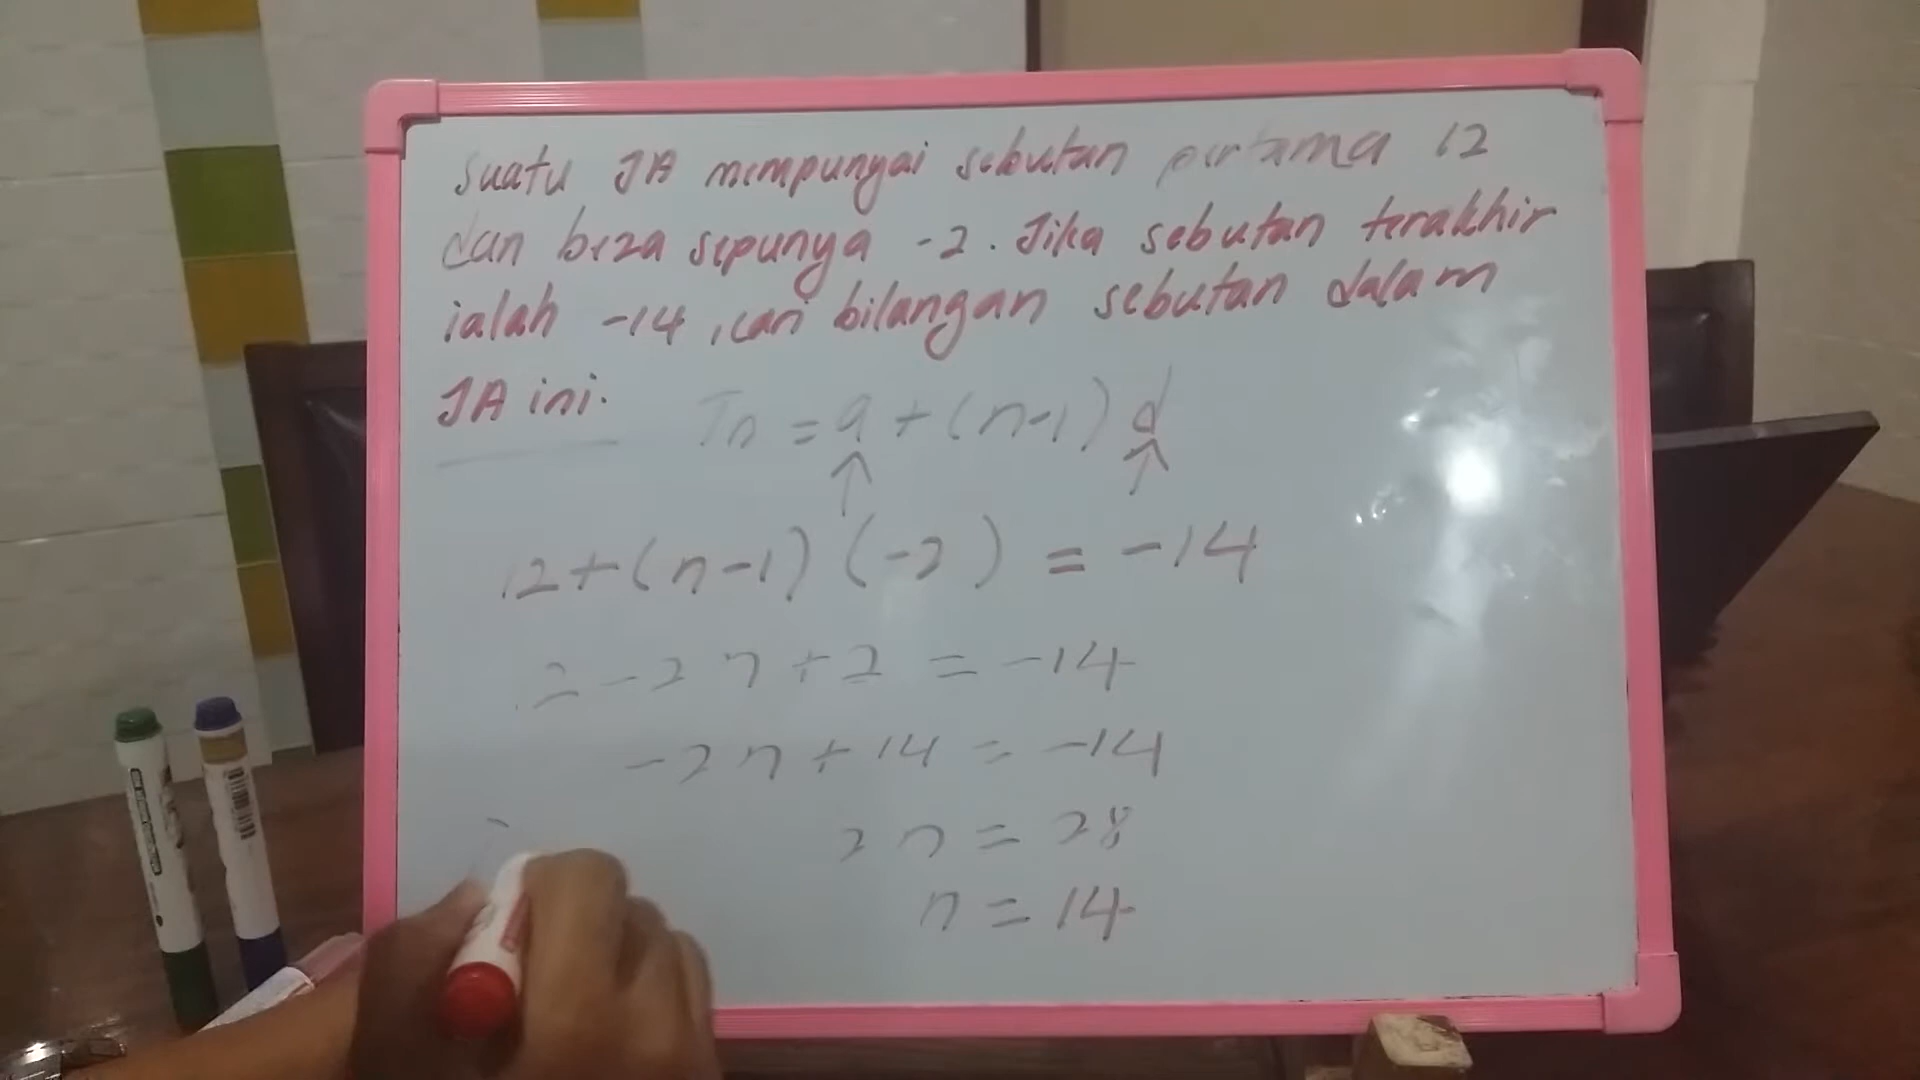 suatu JA mempunyai sebutan pertama 12
dan beza sepunya -2. Jika sebutan terakhir
ialah -14, cari bilangan sebutan dalam
JA ini.
Tn = a + (n-1) d
↑ ↑
12 + (n-1) (-2) = -14
2 - 2n + 2 = -14
-2n + 14 = -14
2n = 28
n = 14